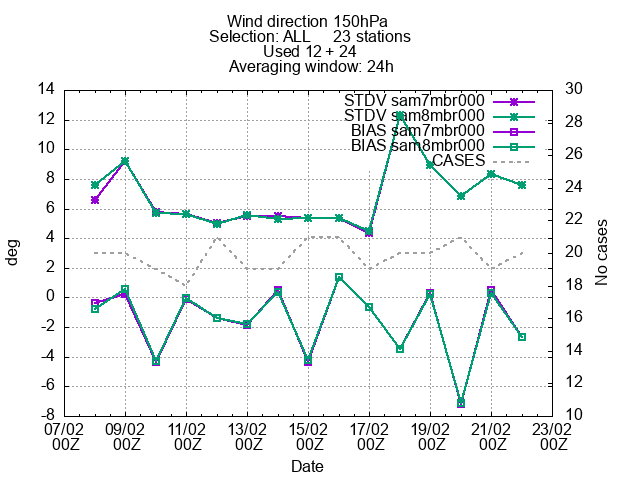 Wind direction 150hPa
Selection: ALL 23 stations
Used 12 + 24
Averaging window: 24h
STDV sam7mbr000
STDV sam8mbr000
BIAS sam7mbr000
BIAS sam8mbr000
CASES
14
12
10
8
6
4
2
0
-2
-4
-6
-8
deg
30
28
26
24
22
20
18
16
14
12
10
No cases
07/02 09/02 11/02 13/02 15/02 17/02 19/02 21/02 23/02
00Z 00Z 00Z 00Z 00Z 00Z 00Z 00Z 00Z
Date